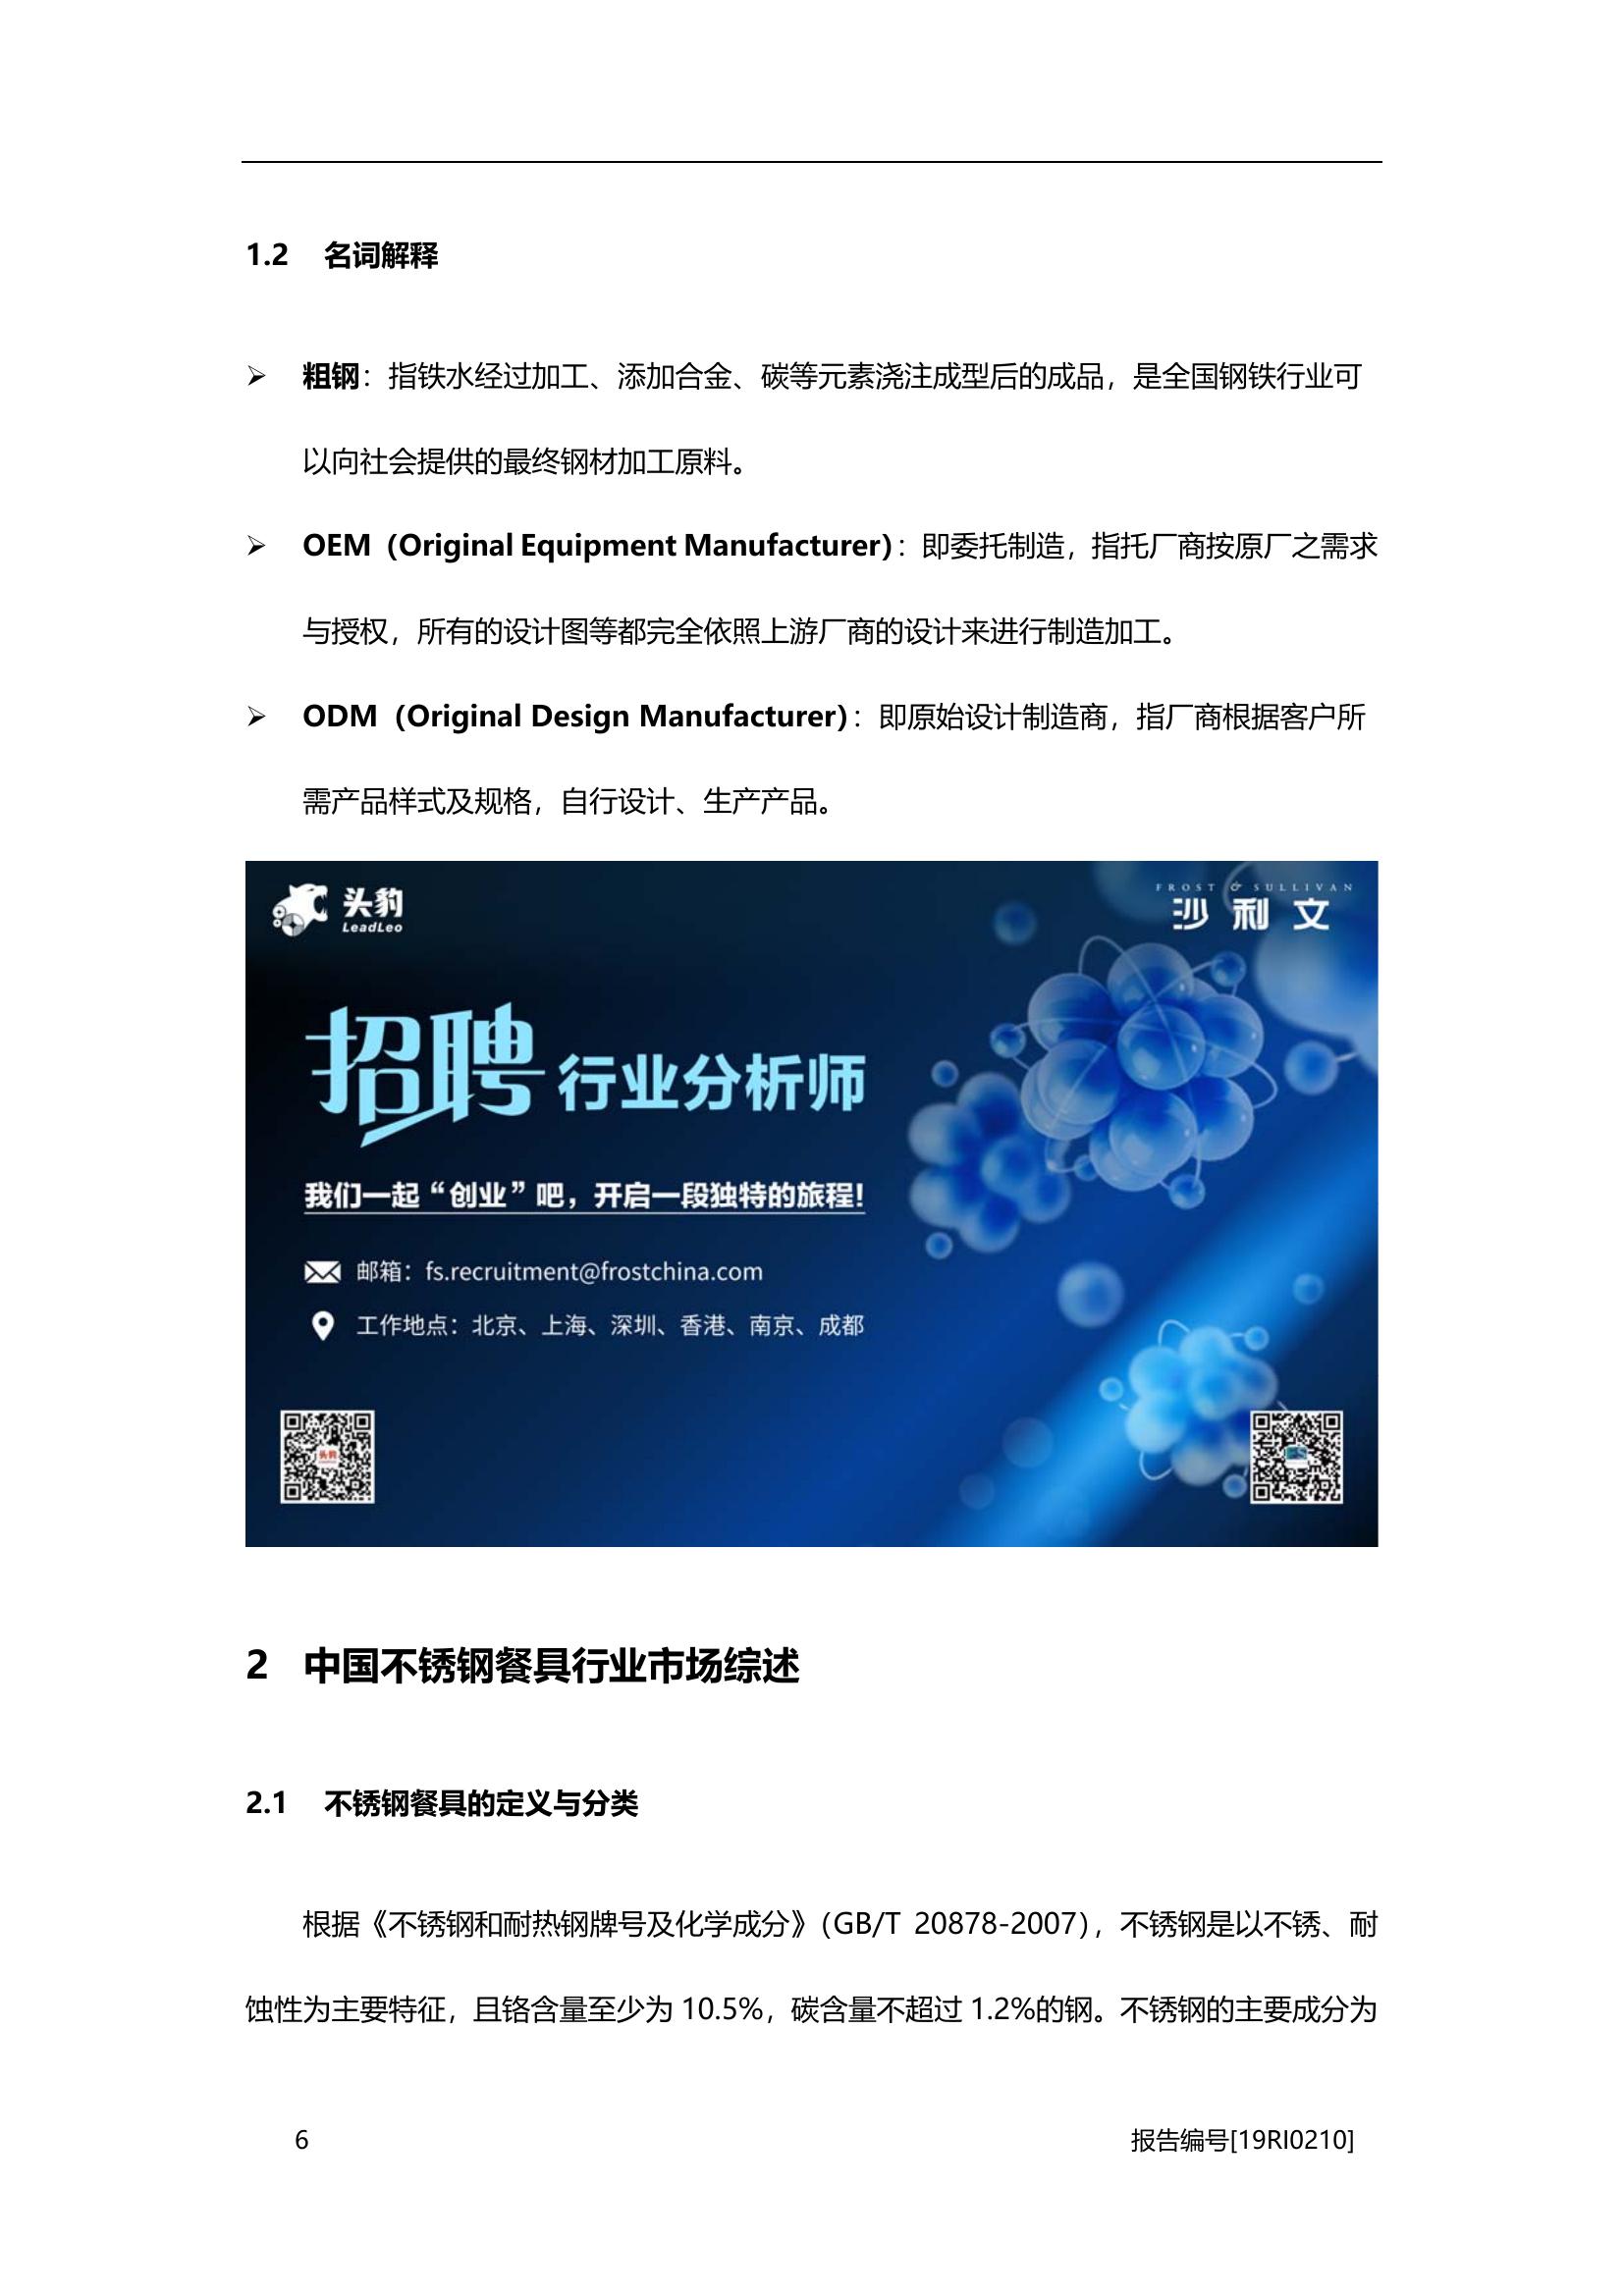 1.2 名词解释
➢ 粗钢：指铁水经过加工、添加合金、碳等元素浇注成型后的成品，是全国钢铁行业可
以向社会提供的最终钢材加工原料。
➢ OEM（Original Equipment Manufacturer）：即委托制造，指托厂商按原厂之需求
与授权，所有的设计图等都完全依照上游厂商的设计来进行制造加工。
➢ ODM（Original Design Manufacturer）：即原始设计制造商，指厂商根据客户所
需产品样式及规格，自行设计、生产产品。
头豹
LeadLeo
FROST & SULLIVAN
沙利文
招聘 行业分析师
我们一起“创业”吧，开启一段独特的旅程!
邮箱：fs.recruitment@frostchina.com
工作地点：北京、上海、深圳、香港、南京、成都
头豹
2 中国不锈钢餐具行业市场综述
2.1 不锈钢餐具的定义与分类
根据《不锈钢和耐热钢牌号及化学成分》（GB/T 20878-2007），不锈钢是以不锈、耐
蚀性为主要特征，且铬含量至少为 10.5%，碳含量不超过 1.2%的钢。不锈钢的主要成分为
6
报告编号[19RI0210]